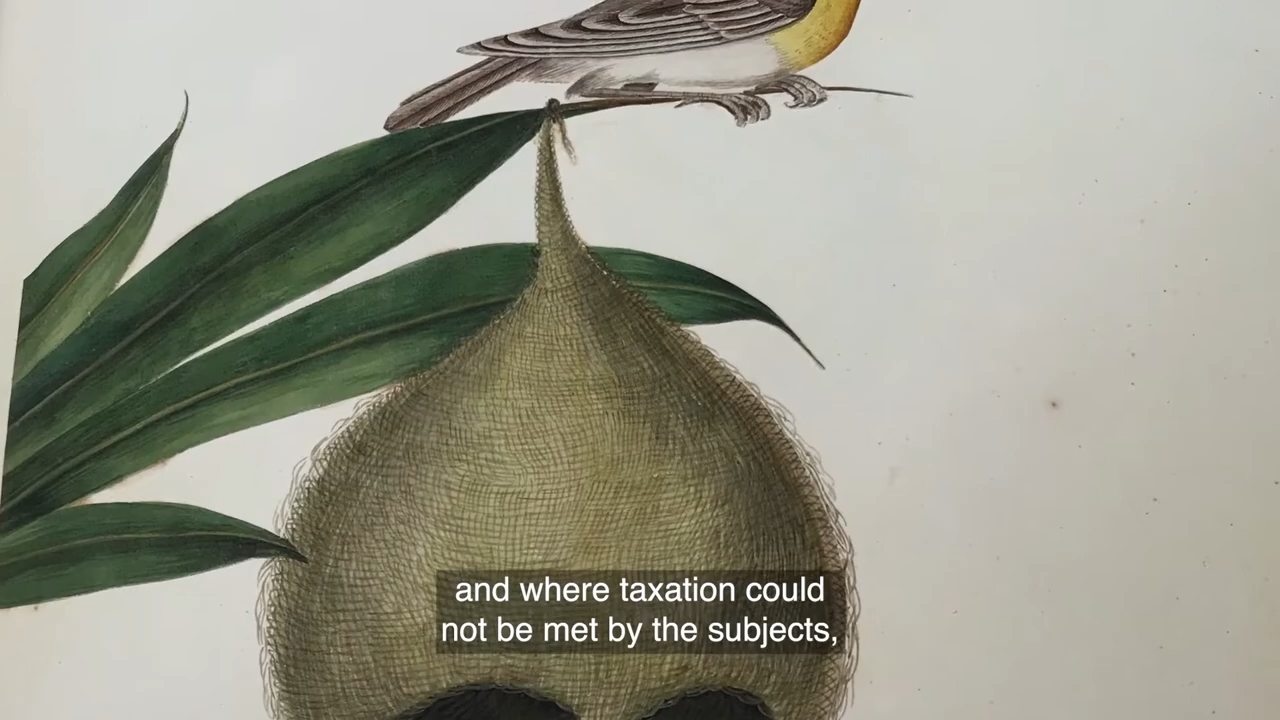 and where taxation could
not be met by the subjects,